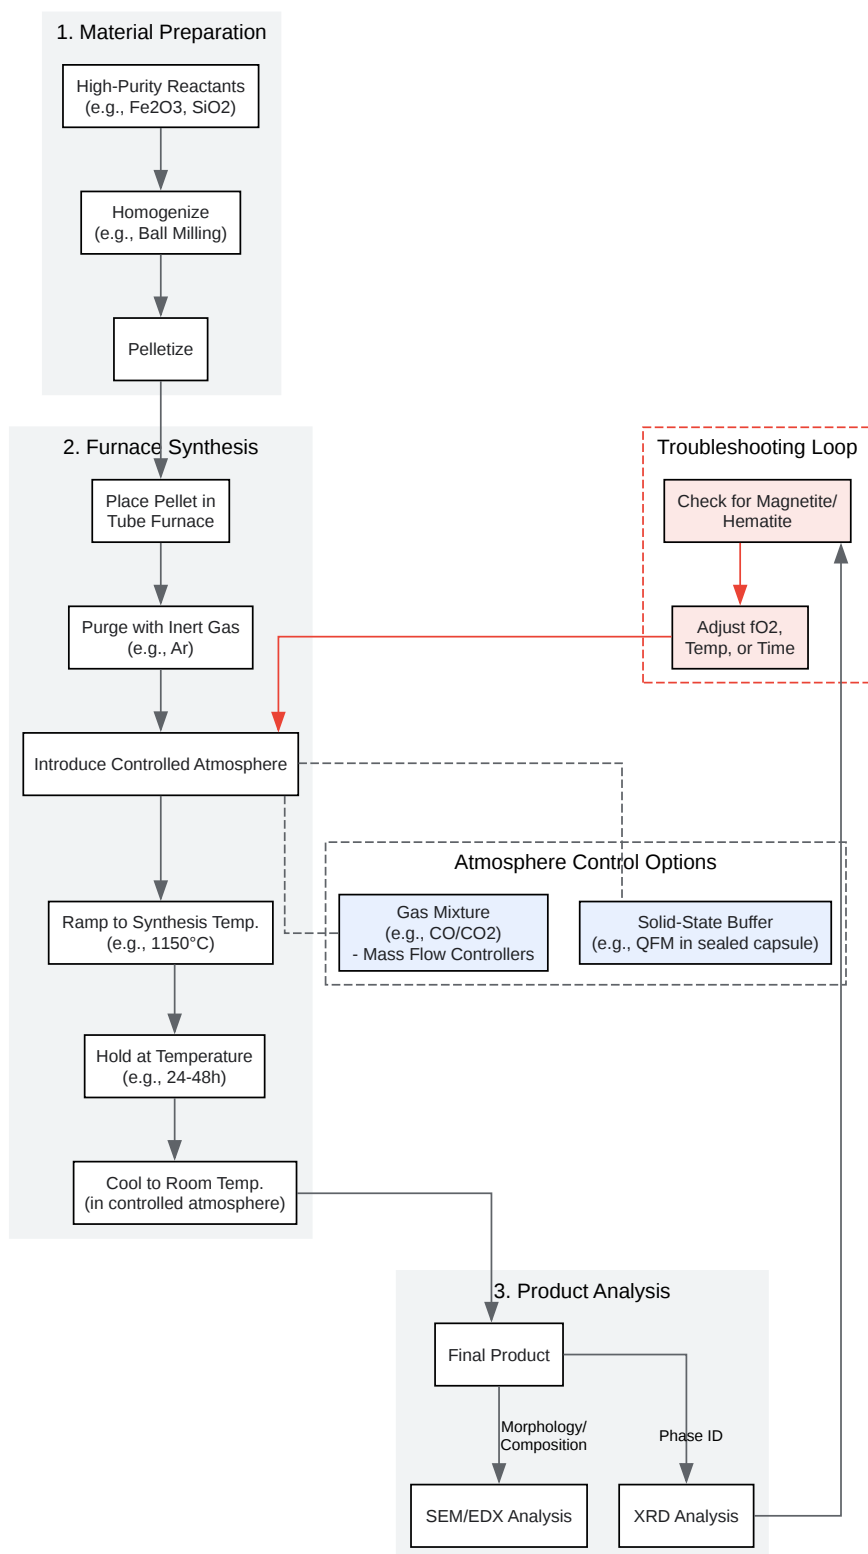 1. Material Preparation
High-Purity Reactants
(e.g., Fe2O3, SiO2)
Homogenize
(e.g., Ball Milling)
Pelletize
2. Furnace Synthesis
Place Pellet in
Tube Furnace
Purge with Inert Gas
(e.g., Ar)
Introduce Controlled Atmosphere
Ramp to Synthesis Temp.
(e.g., 1150°C)
Hold at Temperature
(e.g., 24-48h)
Cool to Room Temp.
(in controlled atmosphere)
Troubleshooting Loop
Check for Magnetite/
Hematite
Adjust fO2,
Temp, or Time
Atmosphere Control Options
Gas Mixture
(e.g., CO/CO2)
- Mass Flow Controllers
Solid-State Buffer
(e.g., QFM in sealed capsule)
3. Product Analysis
Final Product
Morphology/
Composition
Phase ID
SEM/EDX Analysis
XRD Analysis